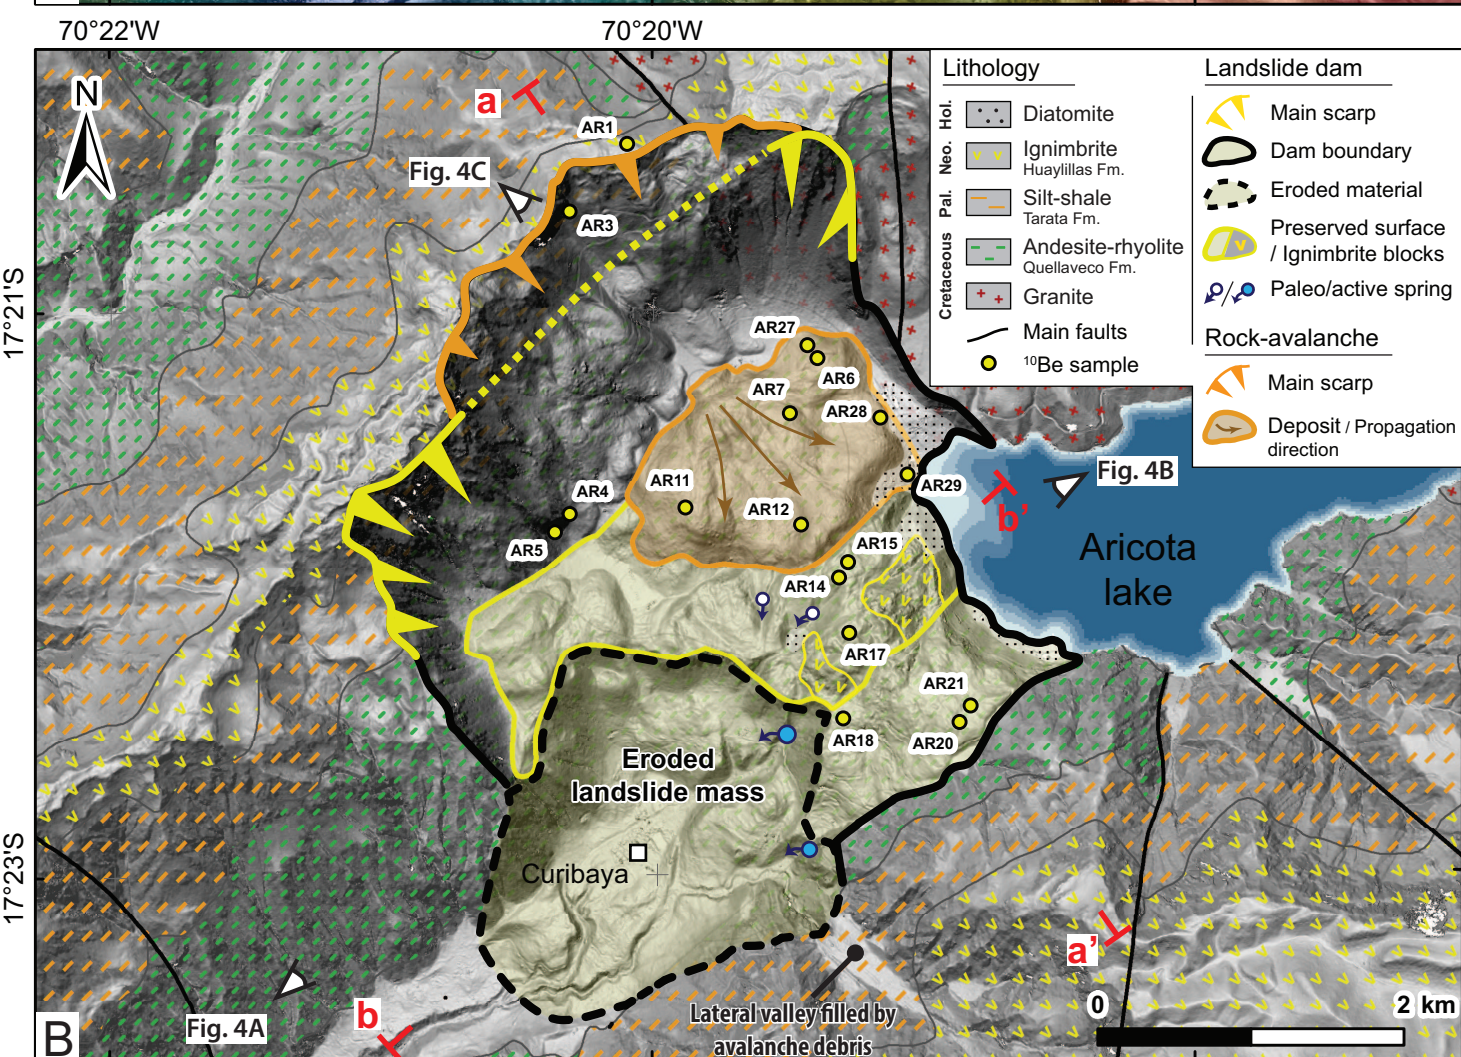 70°22'W
70°20'W
N
a
AR1
Fig. 4C
AR3
17°21'S
AR27
AR6
AR7
AR28
AR11
AR12
AR29
AR4
AR5
AR15
AR14
AR17
AR21
AR20
AR18
b'
Fig. 4B
Aricota
lake
Eroded
landslide mass
Curibaya
17°23'S
a'
b
Fig. 4A
B
Lateral valley filled by
avalanche debris
0
2 km
Lithology
Hol.
Diatomite
Neo.
Ignimbrite
Huaylillas Fm.
Pal.
Silt-shale
Tarata Fm.
Cretaceous
Andesite-rhyolite
Quellaveco Fm.
Granite
Main faults
¹⁰Be sample
Landslide dam
Main scarp
Dam boundary
Eroded material
Preserved surface
/ Ignimbrite blocks
Paleo/active spring
Rock-avalanche
Main scarp
Deposit / Propagation
direction